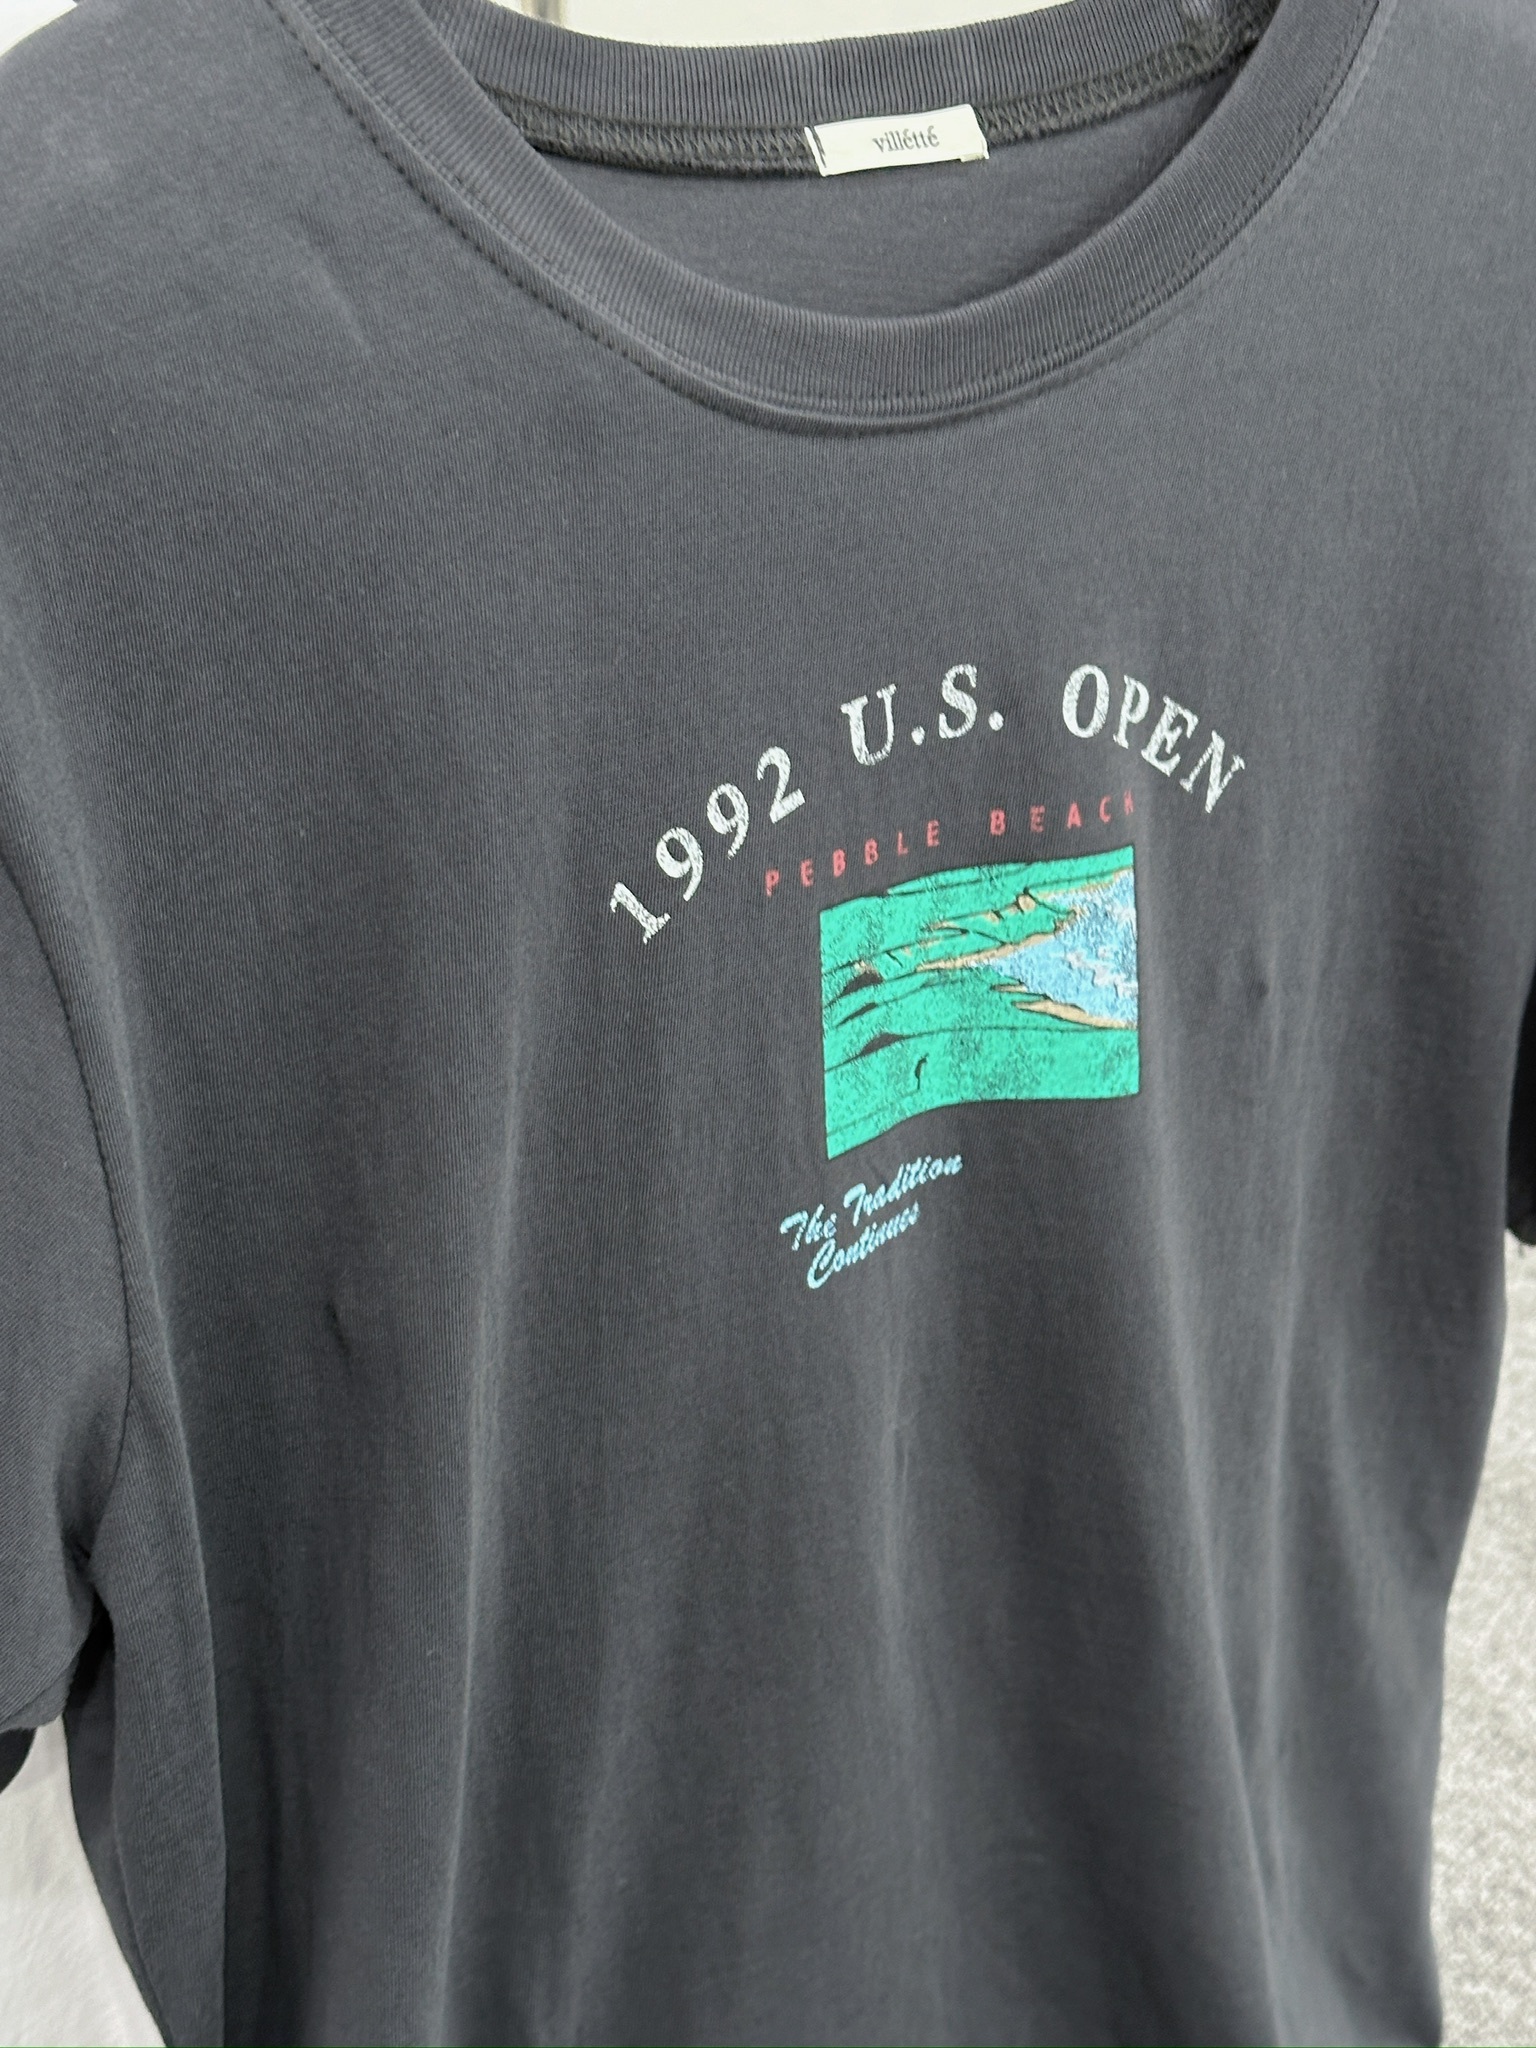 villétté
1992 U.S. OPEN
PEBBLE BEACH
The Tradition
Continues